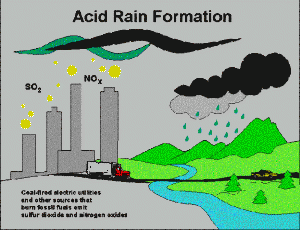 Acid Rain Formation
SO2
NOX
Coal-fired electric utilities
and other sources that
burn fossil fuels emit
sulfur dioxide and nitrogen oxides